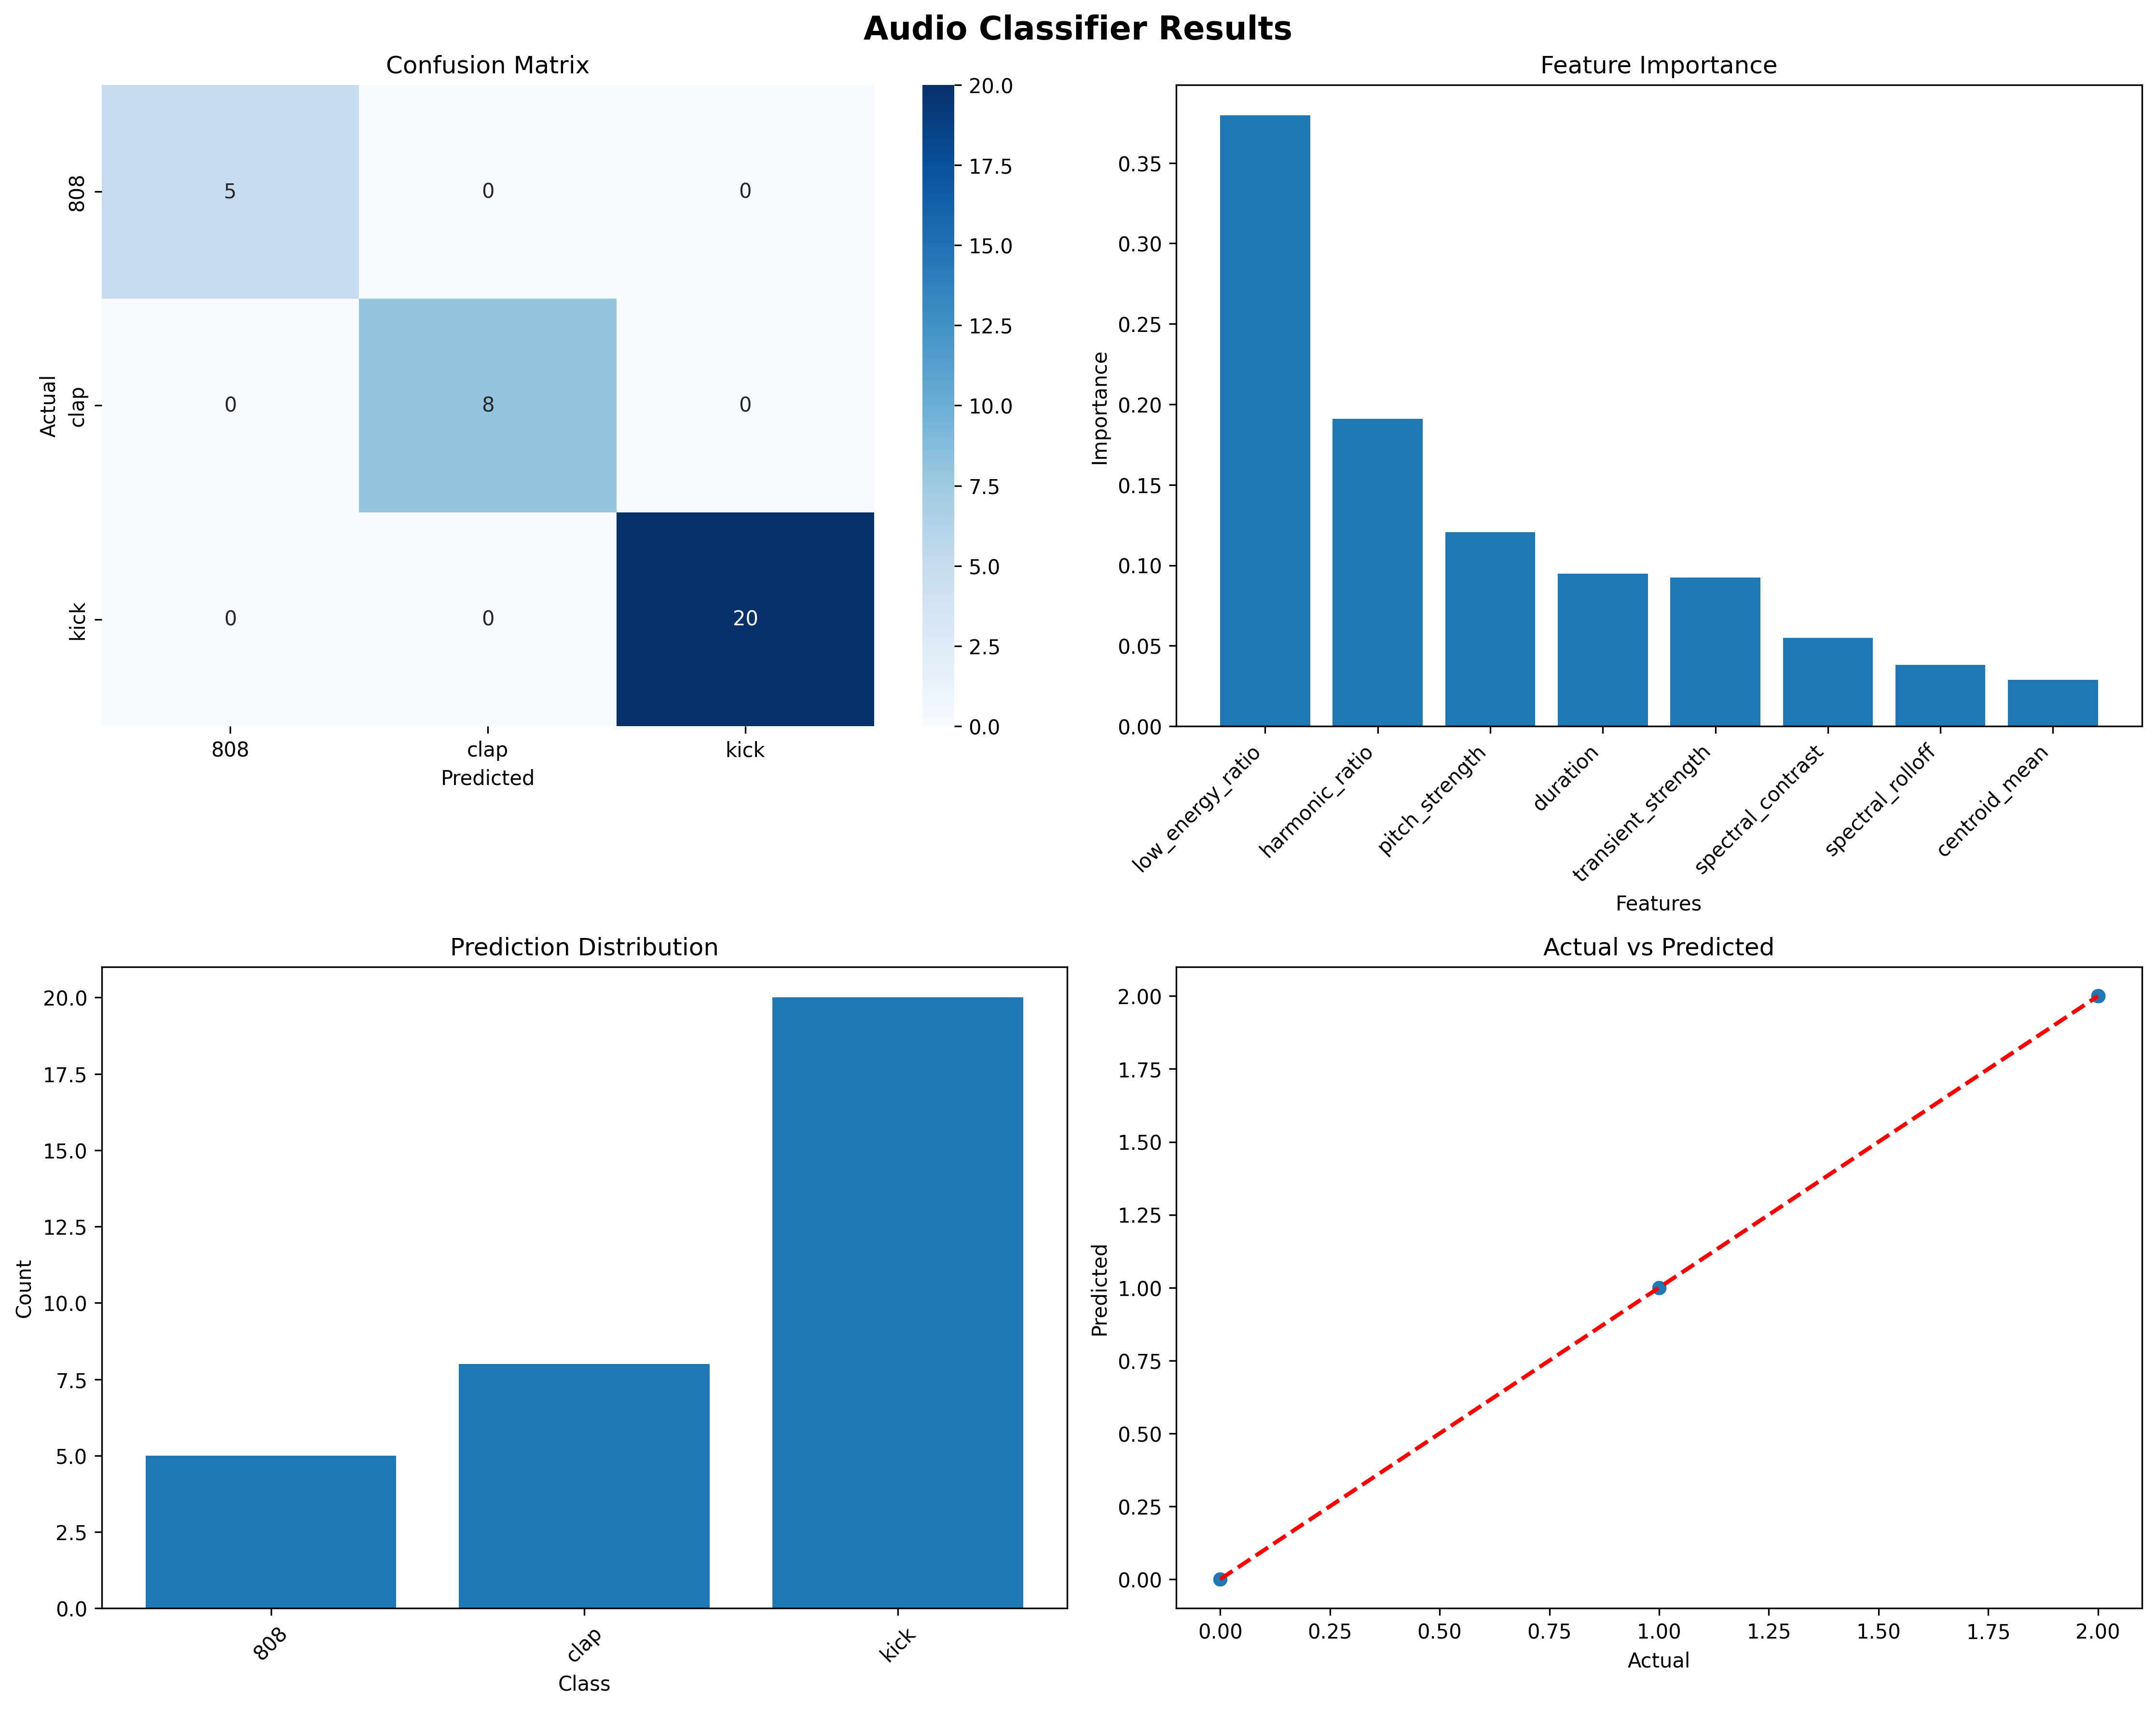 Audio Classifier Results
Confusion Matrix
Actual
808
clap
kick
5 0 0
0 8 0
0 0 20
808 clap kick
Predicted
20.0
17.5
15.0
12.5
10.0
7.5
5.0
2.5
0.0
Feature Importance
Importance
0.35
0.30
0.25
0.20
0.15
0.10
0.05
0.00
low_energy_ratio
harmonic_ratio
pitch_strength
duration
transient_strength
spectral_contrast
spectral_rolloff
centroid_mean
Features
Prediction Distribution
Count
20.0
17.5
15.0
12.5
10.0
7.5
5.0
2.5
0.0
808 clap kick
Class
Actual vs Predicted
Predicted
2.00
1.75
1.50
1.25
1.00
0.75
0.50
0.25
0.00
0.00 0.25 0.50 0.75 1.00 1.25 1.50 1.75 2.00
Actual